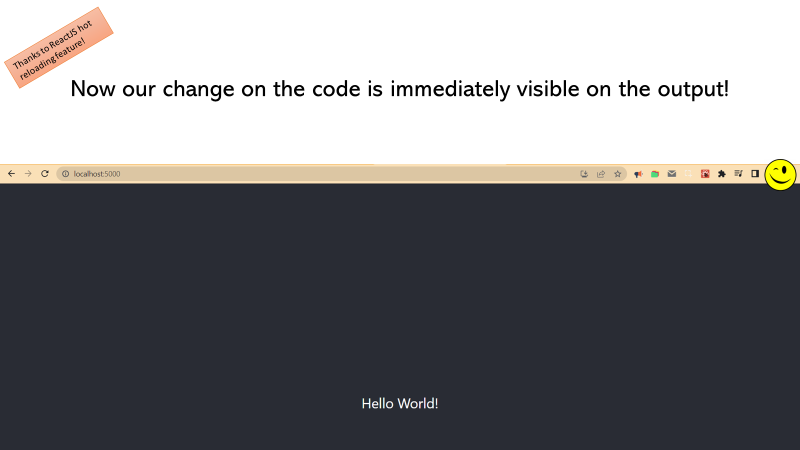 Thanks to ReactJS hot
reloading feature!
Now our change on the code is immediately visible on the output!
localhost:5000
Hello World!